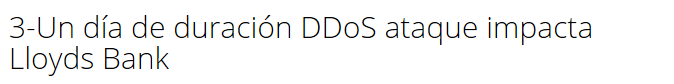 3-Un día de duración DDoS ataque impacta
Lloyds Bank